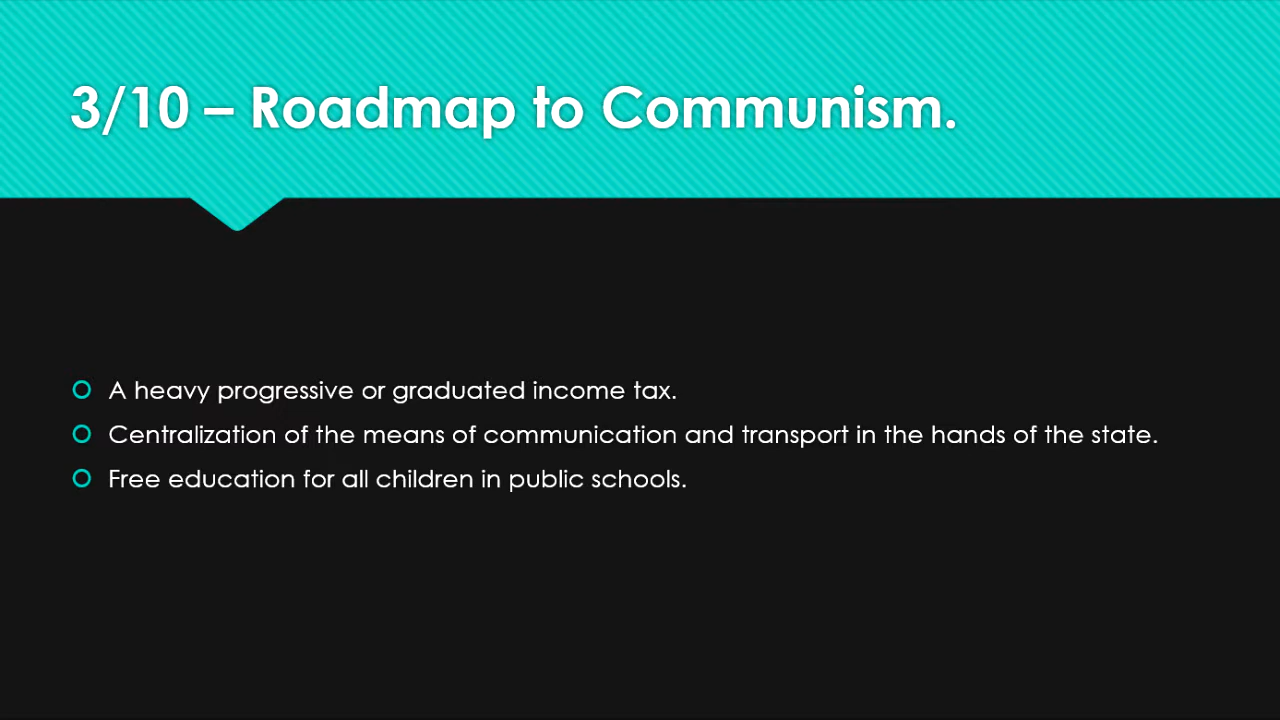 3/10 – Roadmap to Communism.
A heavy progressive or graduated income tax.
Centralization of the means of communication and transport in the hands of the state.
Free education for all children in public schools.